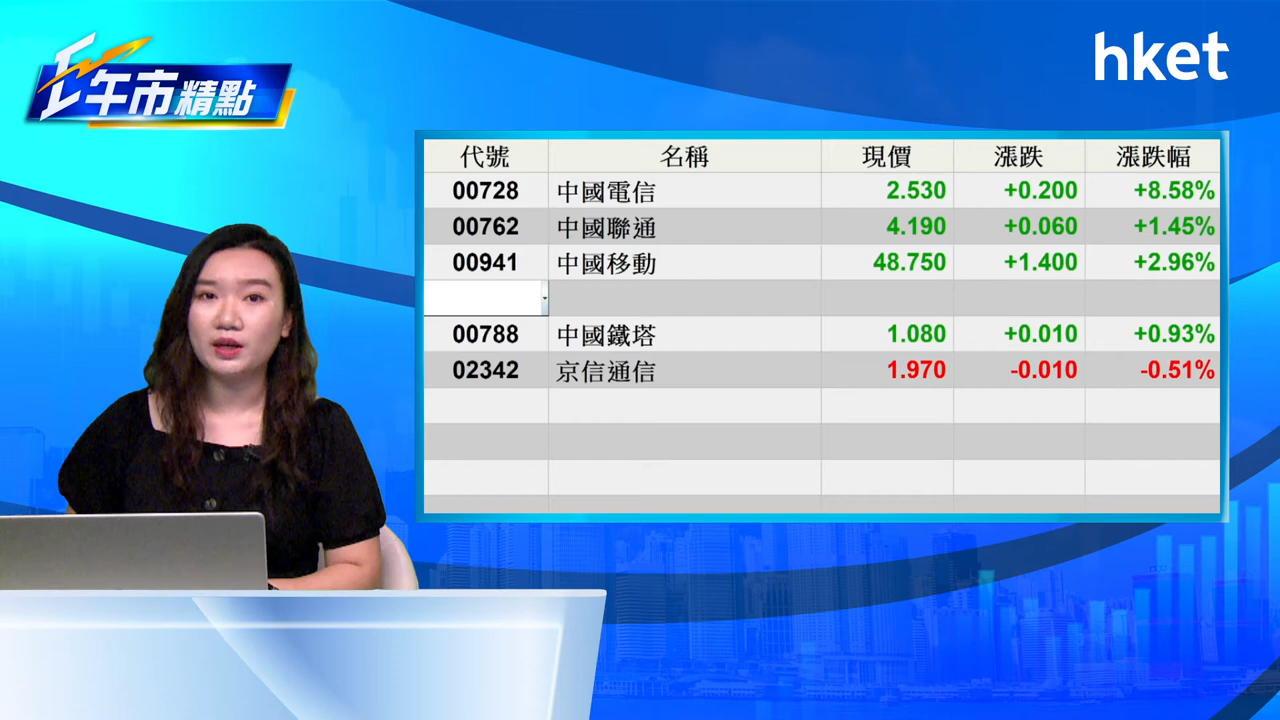 午市精點
hket
代號 名稱 現價 漲跌 漲跌幅
00728 中國電信 2.530 +0.200 +8.58%
00762 中國聯通 4.190 +0.060 +1.45%
00941 中國移動 48.750 +1.400 +2.96%
00788 中國鐵塔 1.080 +0.010 +0.93%
02342 京信通信 1.970 -0.010 -0.51%